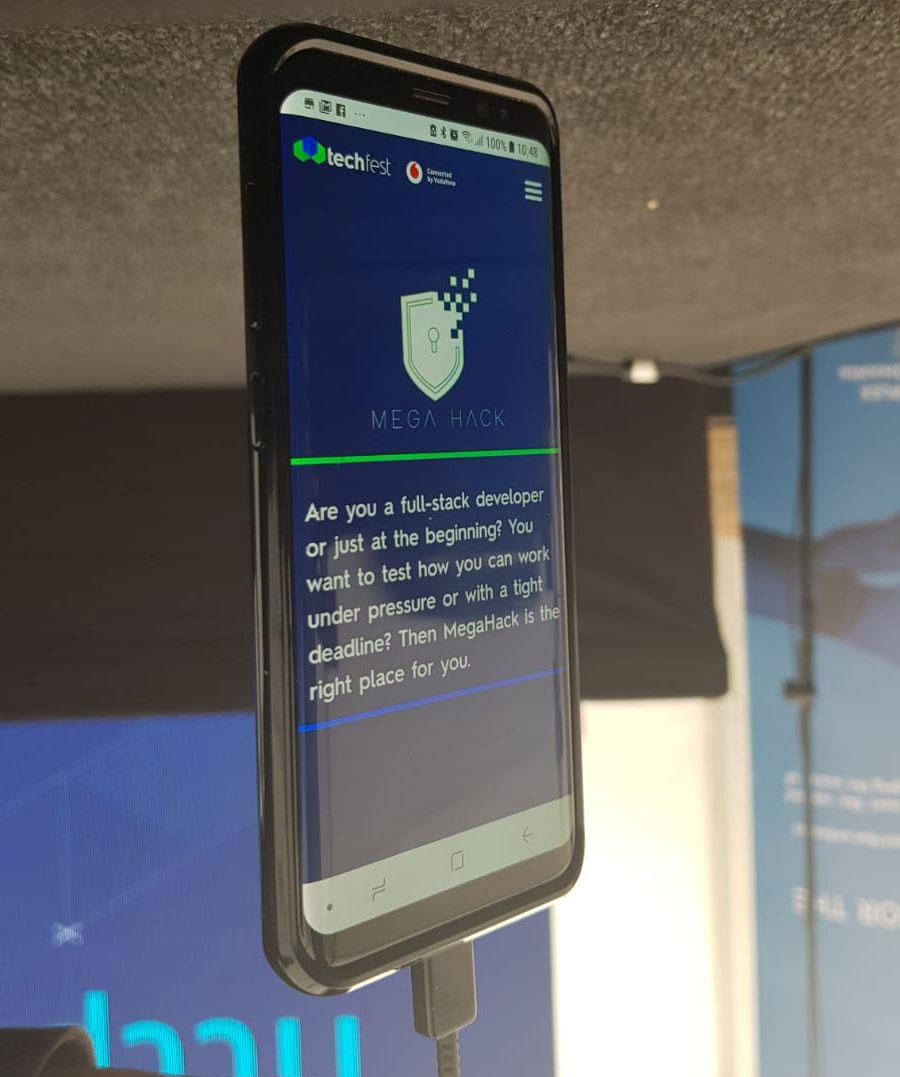 100% 10:48
techfest
Connected
by Vodafone
MEGA HACK
Are you a full-stack developer
or just at the beginning? You
want to test how you can work
under pressure or with a tight
deadline? Then MegaHack is the
right place for you.
OR THE